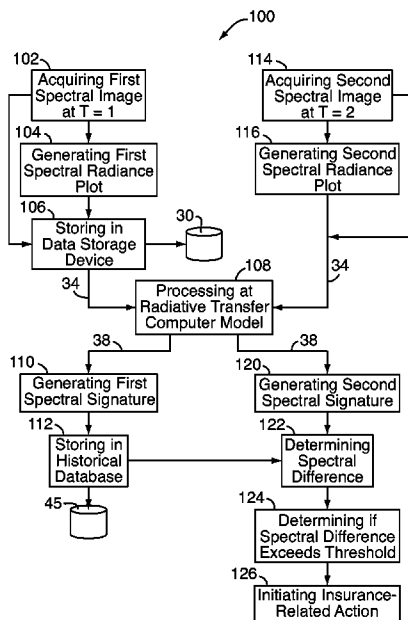 100
102
Acquiring First
Spectral Image
at T = 1
114
Acquiring Second
Spectral Image
at T = 2
104
Generating First
Spectral Radiance
Plot
116
Generating Second
Spectral Radiance
Plot
106
Storing in
Data Storage
Device
30
34
34
108
Processing at
Radiative Transfer
Computer Model
38
38
110
Generating First
Spectral Signature
120
Generating Second
Spectral Signature
112
Storing in
Historical
Database
122
Determining
Spectral
Difference
45
124
Determining if
Spectral Difference
Exceeds Threshold
126
Initiating Insurance-
Related Action